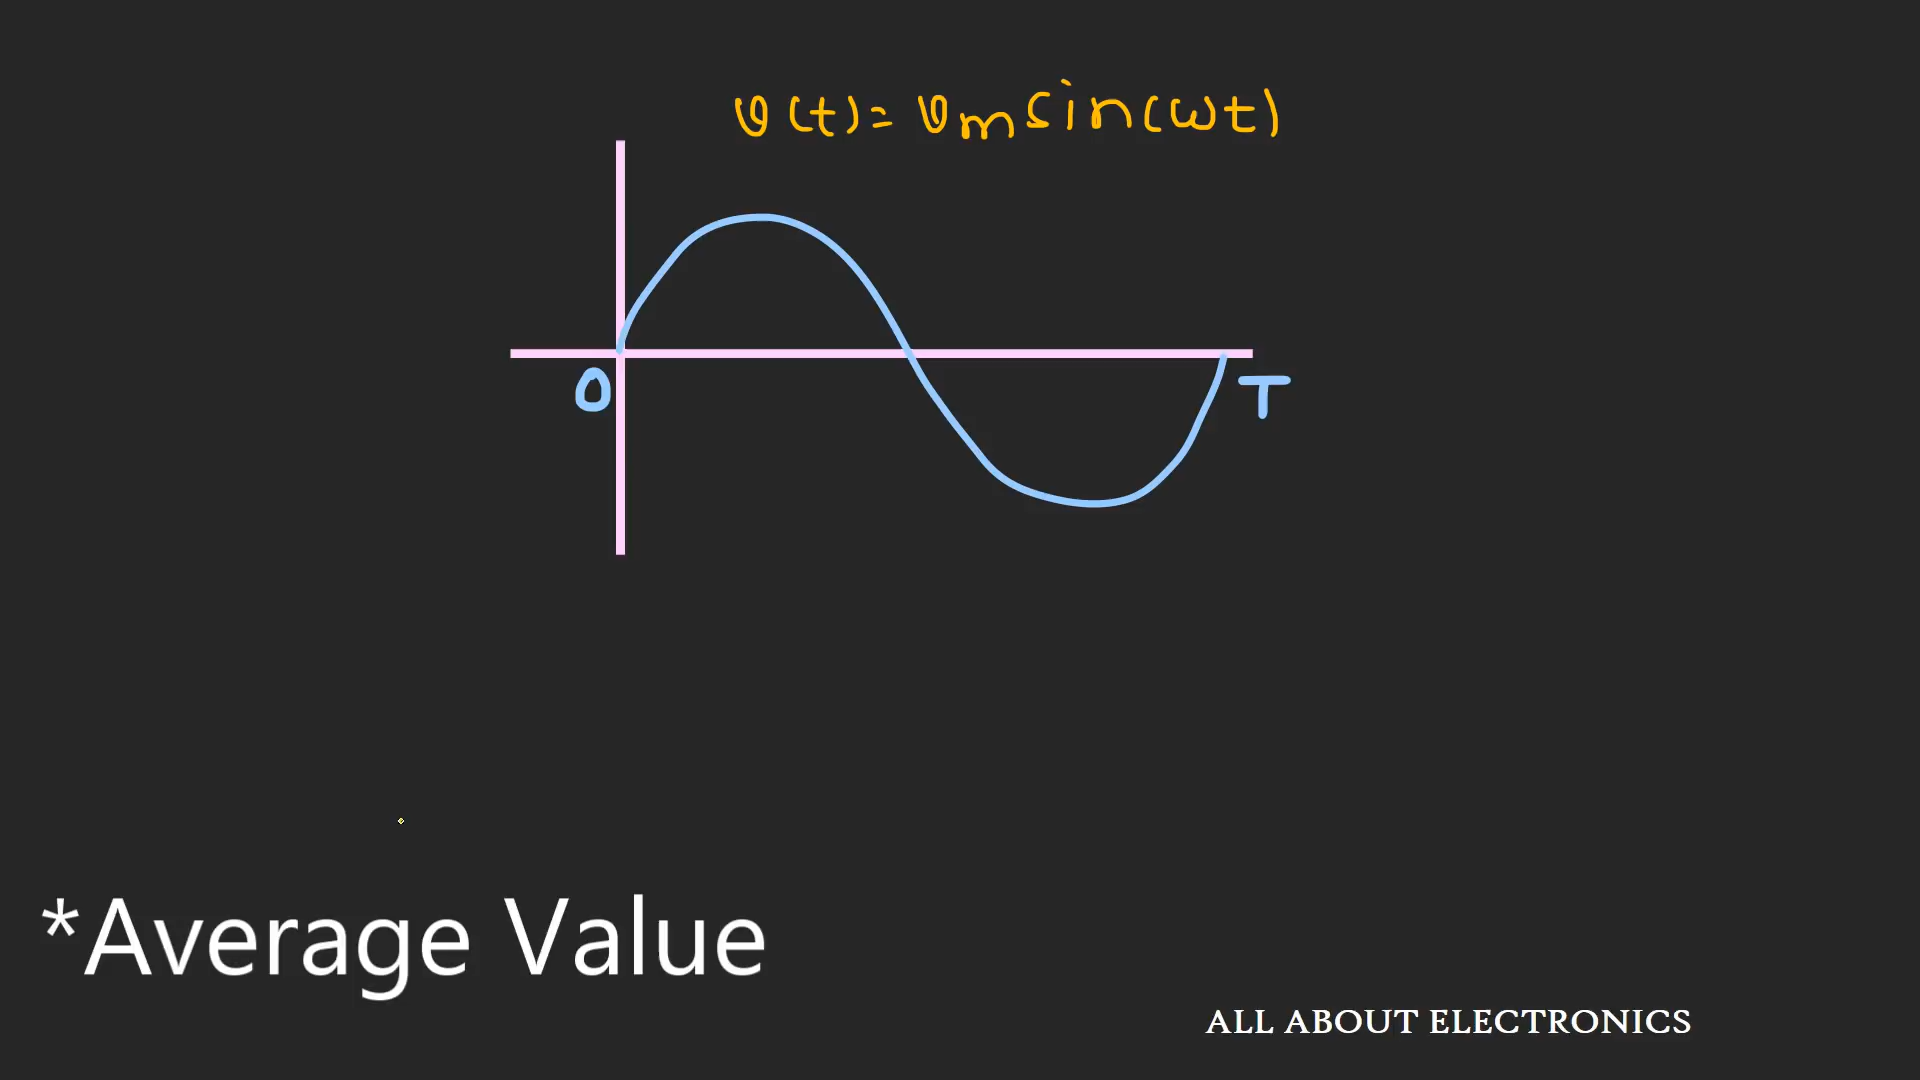 v(t)= vm sin(ωt)
0
T
*Average Value
ALL ABOUT ELECTRONICS